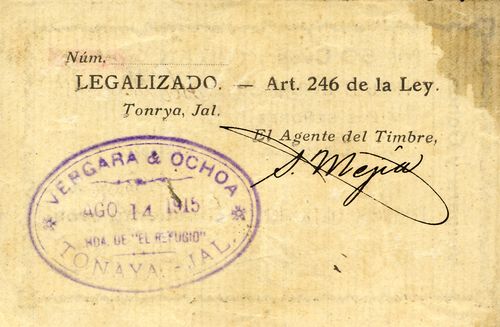 Núm.
LEGALIZADO. — Art. 246 de la Ley.
Tonrya, Jal.
El Agente del Timbre,
S. Mejia
VERGARA & OCHOA
AGO 14 1915
HDA. DE "EL REFUGIO"
TONAYA-JAL.